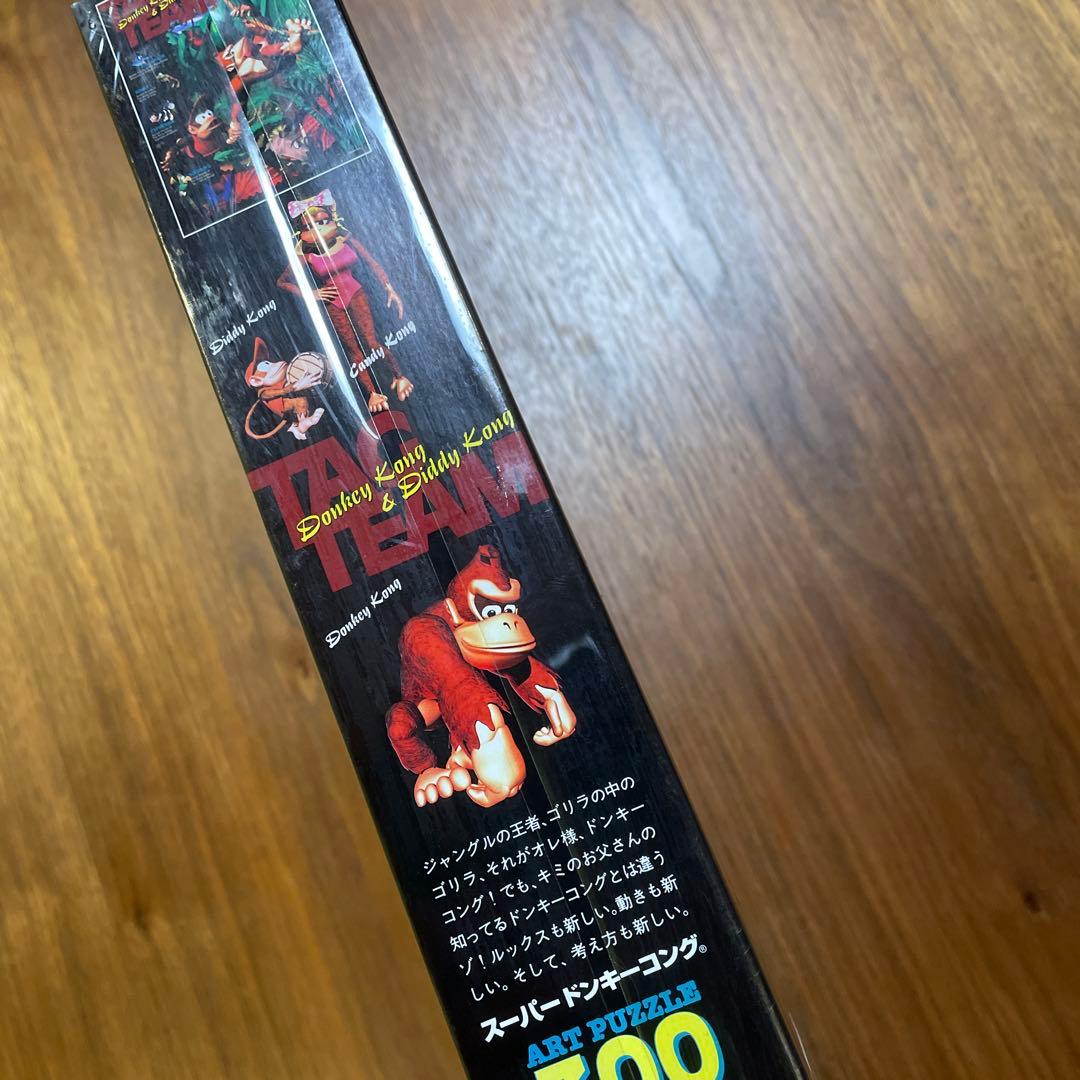 TEAM
Donkey Kong
Diddy Kong
Candy Kong
TAG
TEAM
Donkey Kong
& Diddy Kong
Donkey Kong
ジャングルの王者、ゴリラの中の
ゴリラ、それがオレ様、ドンキー
コング！でも、キミのお父さんの
知ってるドンキーコングとは違う
ゾ！ルックスも新しい。動きも新
しい。そして、考え方も新しい。
スーパードンキーコング®
ART PUZZLE